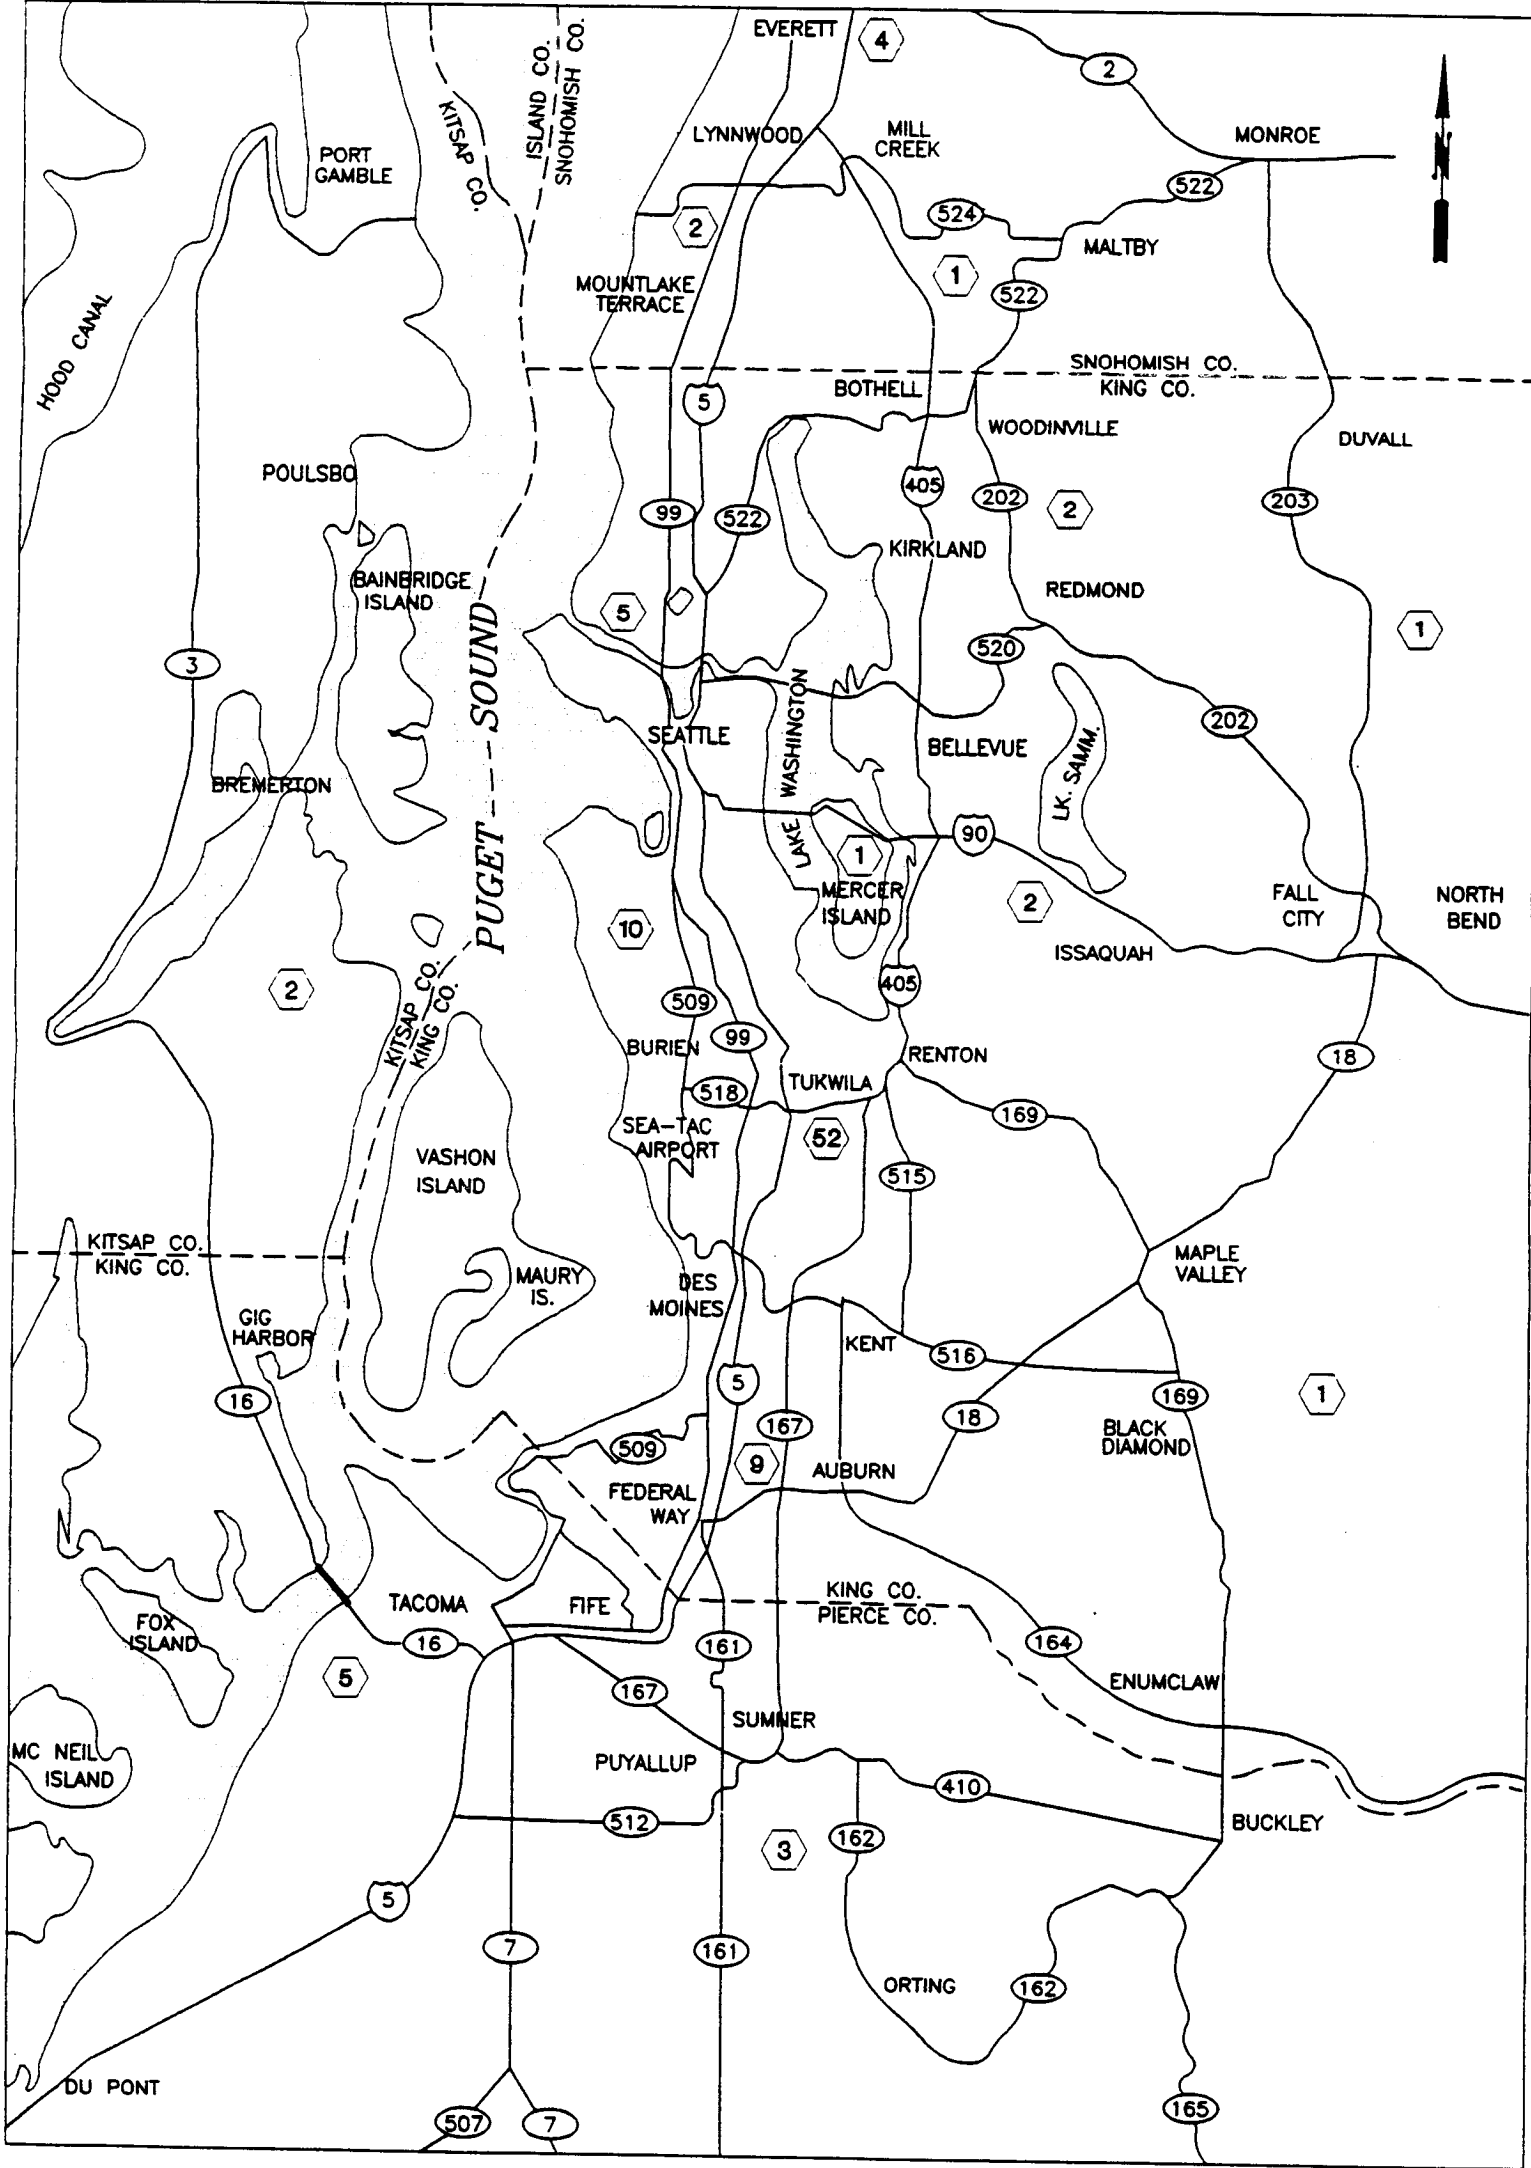 EVERETT
4
2
ISLAND CO.
SNOHOMISH CO.
KITSAP CO.
LYNNWOOD
MILL
CREEK
MONROE
N
PORT
GAMBLE
522
524
2
MALTBY
1
522
MOUNTLAKE
TERRACE
HOOD CANAL
SNOHOMISH CO.
KING CO.
5
BOTHELL
WOODINVILLE
DUVALL
POULSBO
405
202
2
203
99
522
KIRKLAND
BAINBRIDGE
ISLAND
REDMOND
5
1
3
520
PUGET SOUND
202
SEATTLE
LAKE WASHINGTON
BELLEVUE
LK. SAMM.
BREMERTON
90
1
MERCER
ISLAND
2
FALL
CITY
NORTH
BEND
10
ISSAQUAH
2
405
KITSAP CO.
KING CO.
509
99
BURIEN
RENTON
18
TUKWILA
518
169
SEA-TAC
AIRPORT
52
VASHON
ISLAND
515
KITSAP CO.
KING CO.
MAPLE
VALLEY
MAURY
IS.
DES
MOINES
GIG
HARBOR
KENT
516
5
16
169
1
18
167
BLACK
DIAMOND
509
9
AUBURN
FEDERAL
WAY
TACOMA
FIFE
KING CO.
PIERCE CO.
FOX
ISLAND
16
161
164
5
167
ENUMCLAW
SUMNER
MC NEIL
ISLAND
PUYALLUP
410
512
BUCKLEY
162
3
5
7
161
ORTING
162
DU PONT
507
7
165